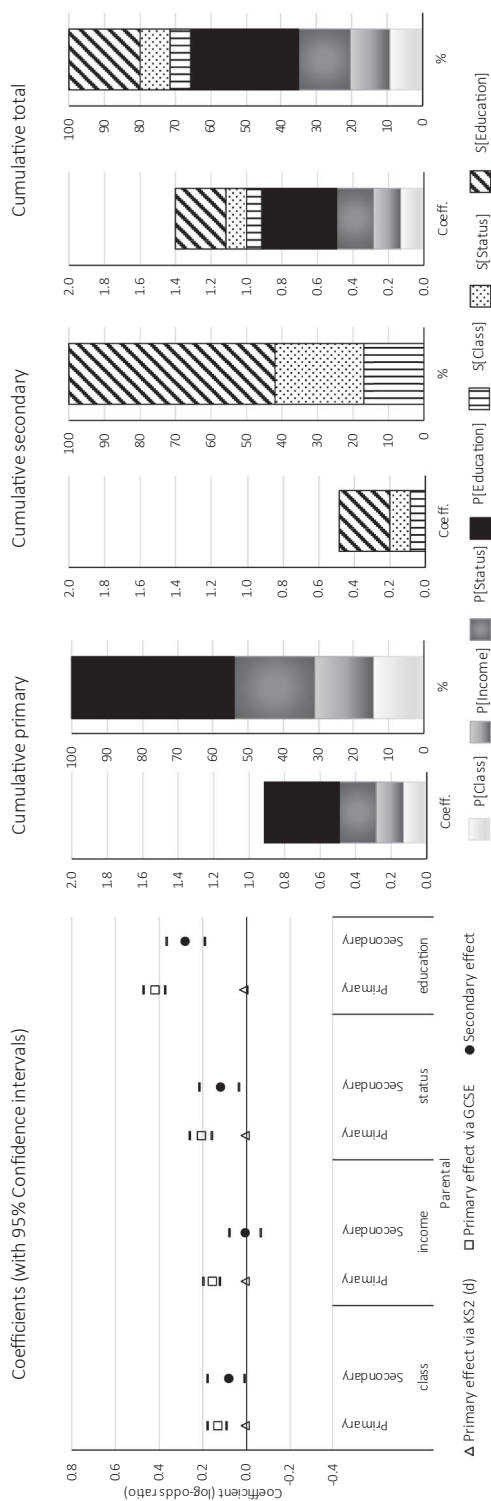 Coefficients (with 95% Confidence intervals)
Coefficient (log-odds ratio)
0.8
0.6
0.4
0.2
0.0
-0.2
-0.4
Primary
Secondary
Primary
Secondary
Primary
Secondary
Primary
Secondary
class
income
status
education
Parental
Primary effect via KS2 (d)
Primary effect via GCSE
Secondary effect
Cumulative primary
2.0
1.8
1.6
1.4
1.2
1.0
0.8
0.6
0.4
0.2
0.0
Coeff.
100
90
80
70
60
50
40
30
20
10
0
%
Cumulative secondary
2.0
1.8
1.6
1.4
1.2
1.0
0.8
0.6
0.4
0.2
0.0
Coeff.
100
90
80
70
60
50
40
30
20
10
0
%
Cumulative total
2.0
1.8
1.6
1.4
1.2
1.0
0.8
0.6
0.4
0.2
0.0
Coeff.
100
90
80
70
60
50
40
30
20
10
0
%
P[Class]
P[Income]
P[Status]
P[Education]
S[Class]
S[Status]
S[Education]